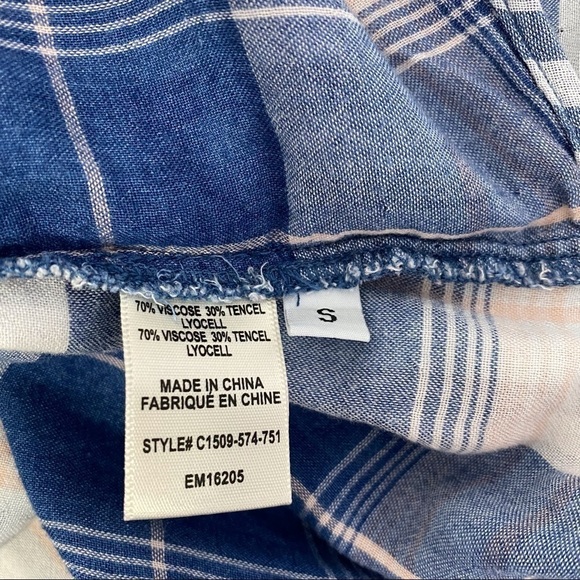 70% VISCOSE 30% TENCEL
LYOCELL
70% VISCOSE 30% TENCEL
LYOCELL
MADE IN CHINA
FABRIQUÉ EN CHINE
STYLE# C1509-574-751
EM16205
S